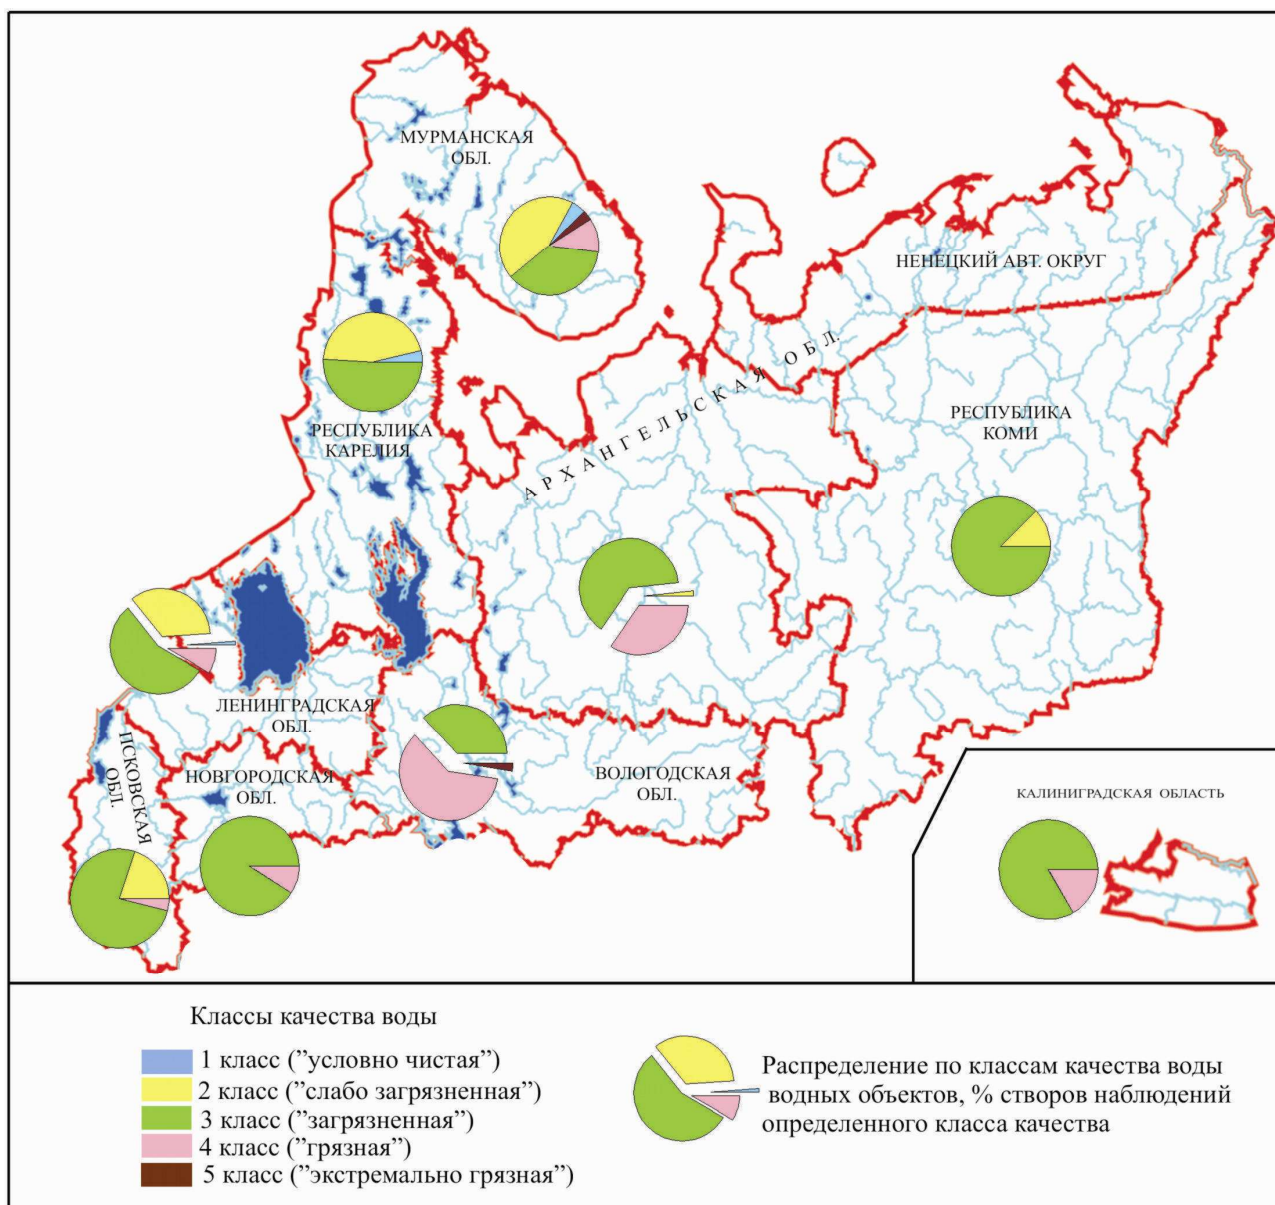 МУРМАНСКАЯ
ОБЛ.
НЕНЕЦКИЙ АВТ. ОКРУГ
АРХАНГЕЛЬСКАЯ ОБЛ.
РЕСПУБЛИКА
КОМИ
РЕСПУБЛИКА
КАРЕЛИЯ
ЛЕНИНГРАДСКАЯ
ОБЛ.
ПСКОВСКАЯ
ОБЛ.
НОВГОРОДСКАЯ
ОБЛ.
ВОЛОГОДСКАЯ
ОБЛ.
КАЛИНИГРАДСКАЯ ОБЛАСТЬ
Классы качества воды
1 класс (”условно чистая”)
2 класс (”слабо загрязненная”)
3 класс (”загрязненная”)
4 класс (”грязная”)
5 класс (”экстремально грязная”)
Распределение по классам качества воды
водных объектов, % створов наблюдений
определенного класса качества